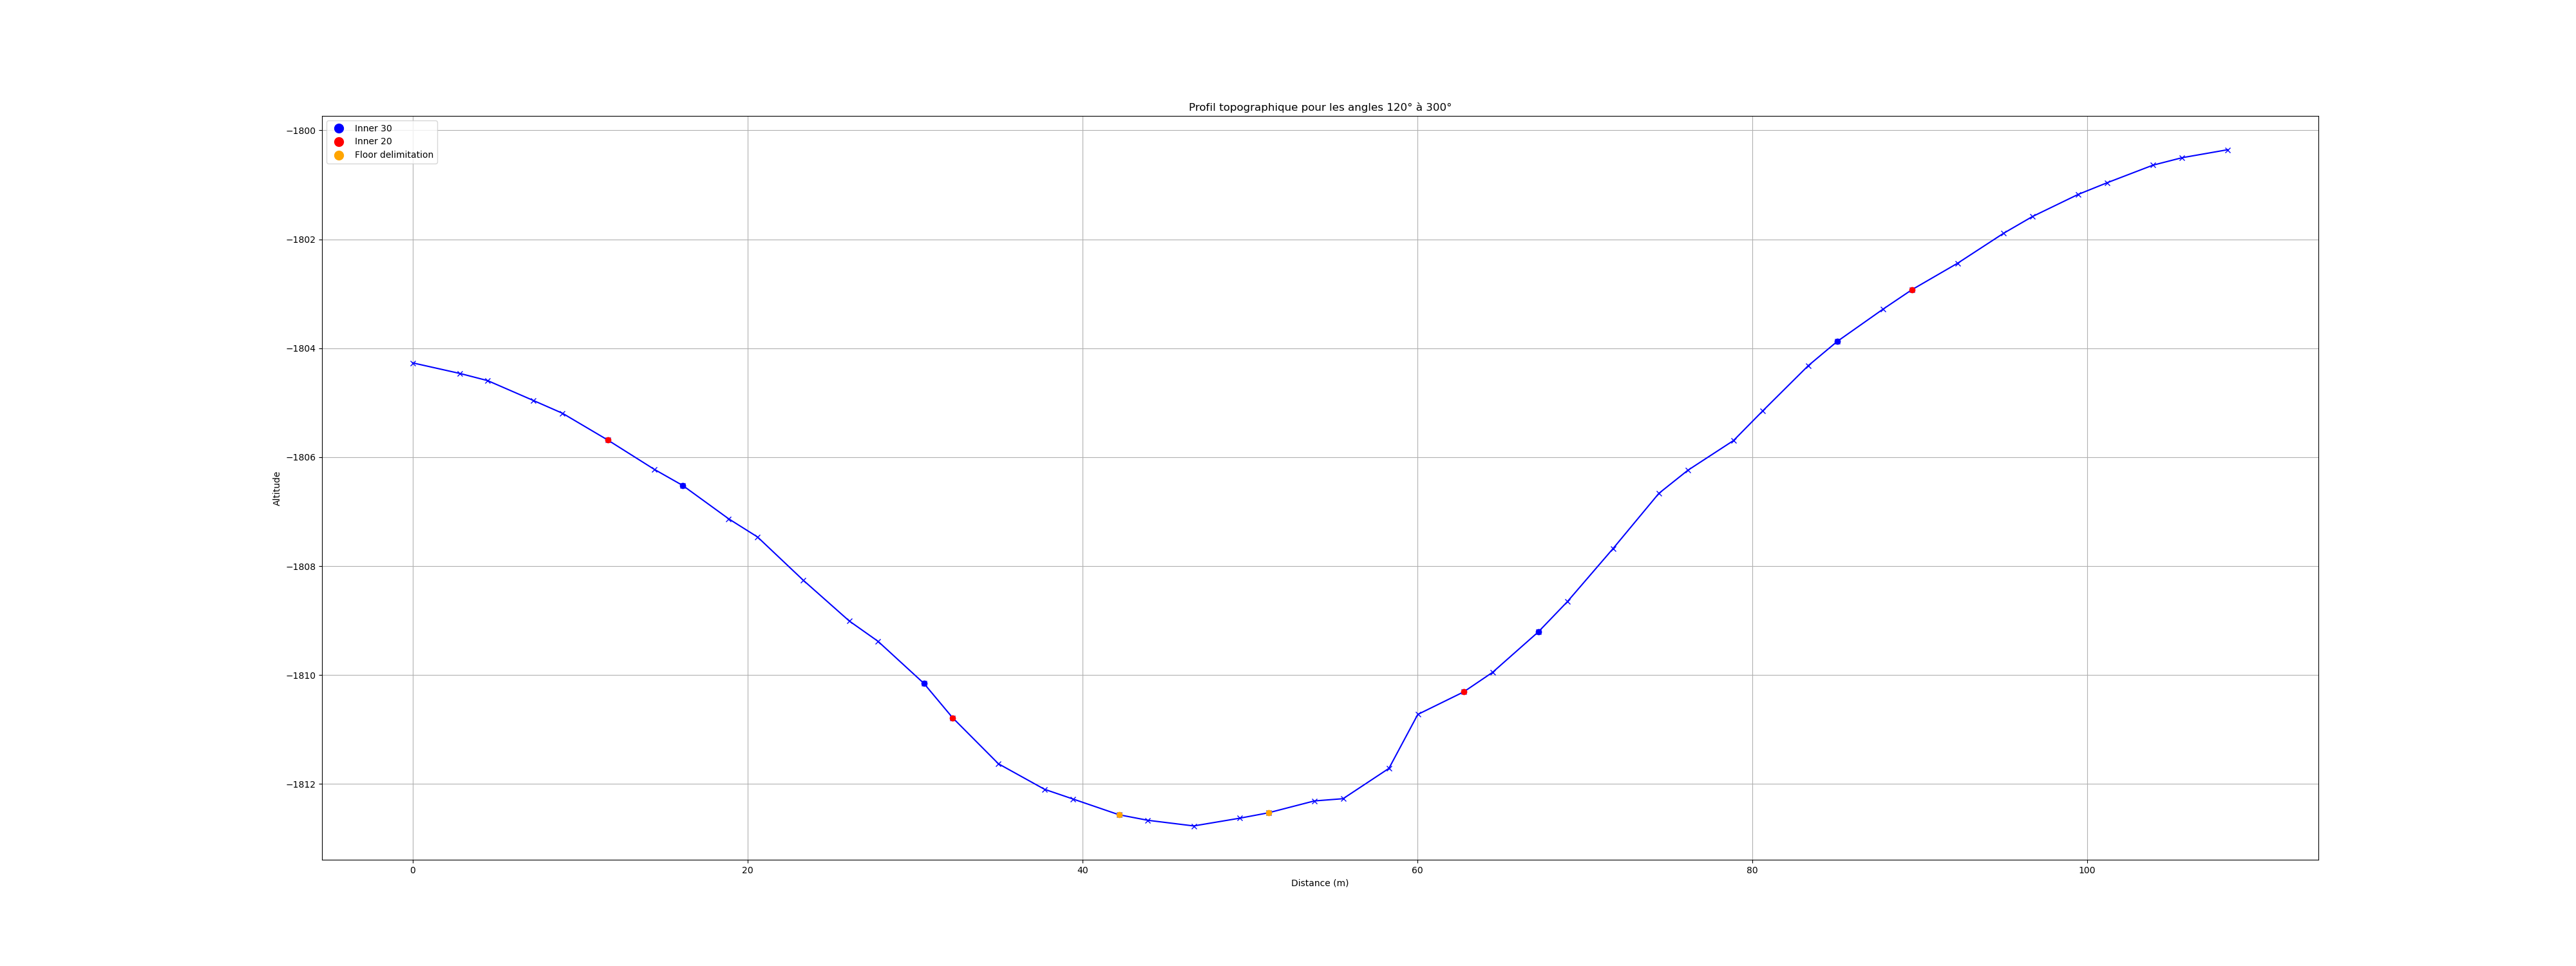 Profil topographique pour les angles 120° à 300°
Inner 30
Inner 20
Floor delimitation
−1800
−1802
−1804
−1806
−1808
−1810
−1812
Altitude
0 20 40 60 80 100
Distance (m)